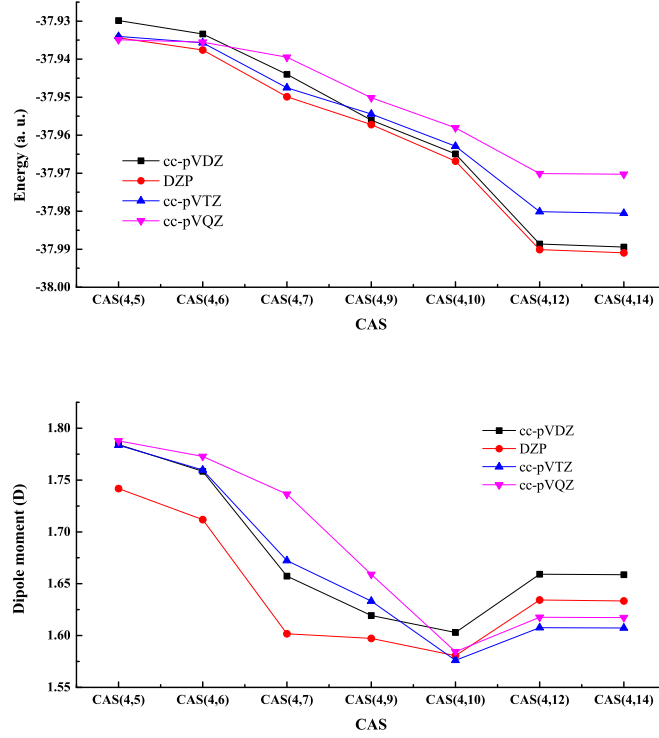 -37.93
-37.94
-37.95
-37.96
-37.97
-37.98
-37.99
-38.00
Energy (a. u.)
cc-pVDZ
DZP
cc-pVTZ
cc-pVQZ
CAS(4,5) CAS(4,6) CAS(4,7) CAS(4,9) CAS(4,10) CAS(4,12) CAS(4,14)
CAS
1.80
1.75
1.70
1.65
1.60
1.55
Dipole moment (D)
cc-pVDZ
DZP
cc-pVTZ
cc-pVQZ
CAS(4,5) CAS(4,6) CAS(4,7) CAS(4,9) CAS(4,10) CAS(4,12) CAS(4,14)
CAS